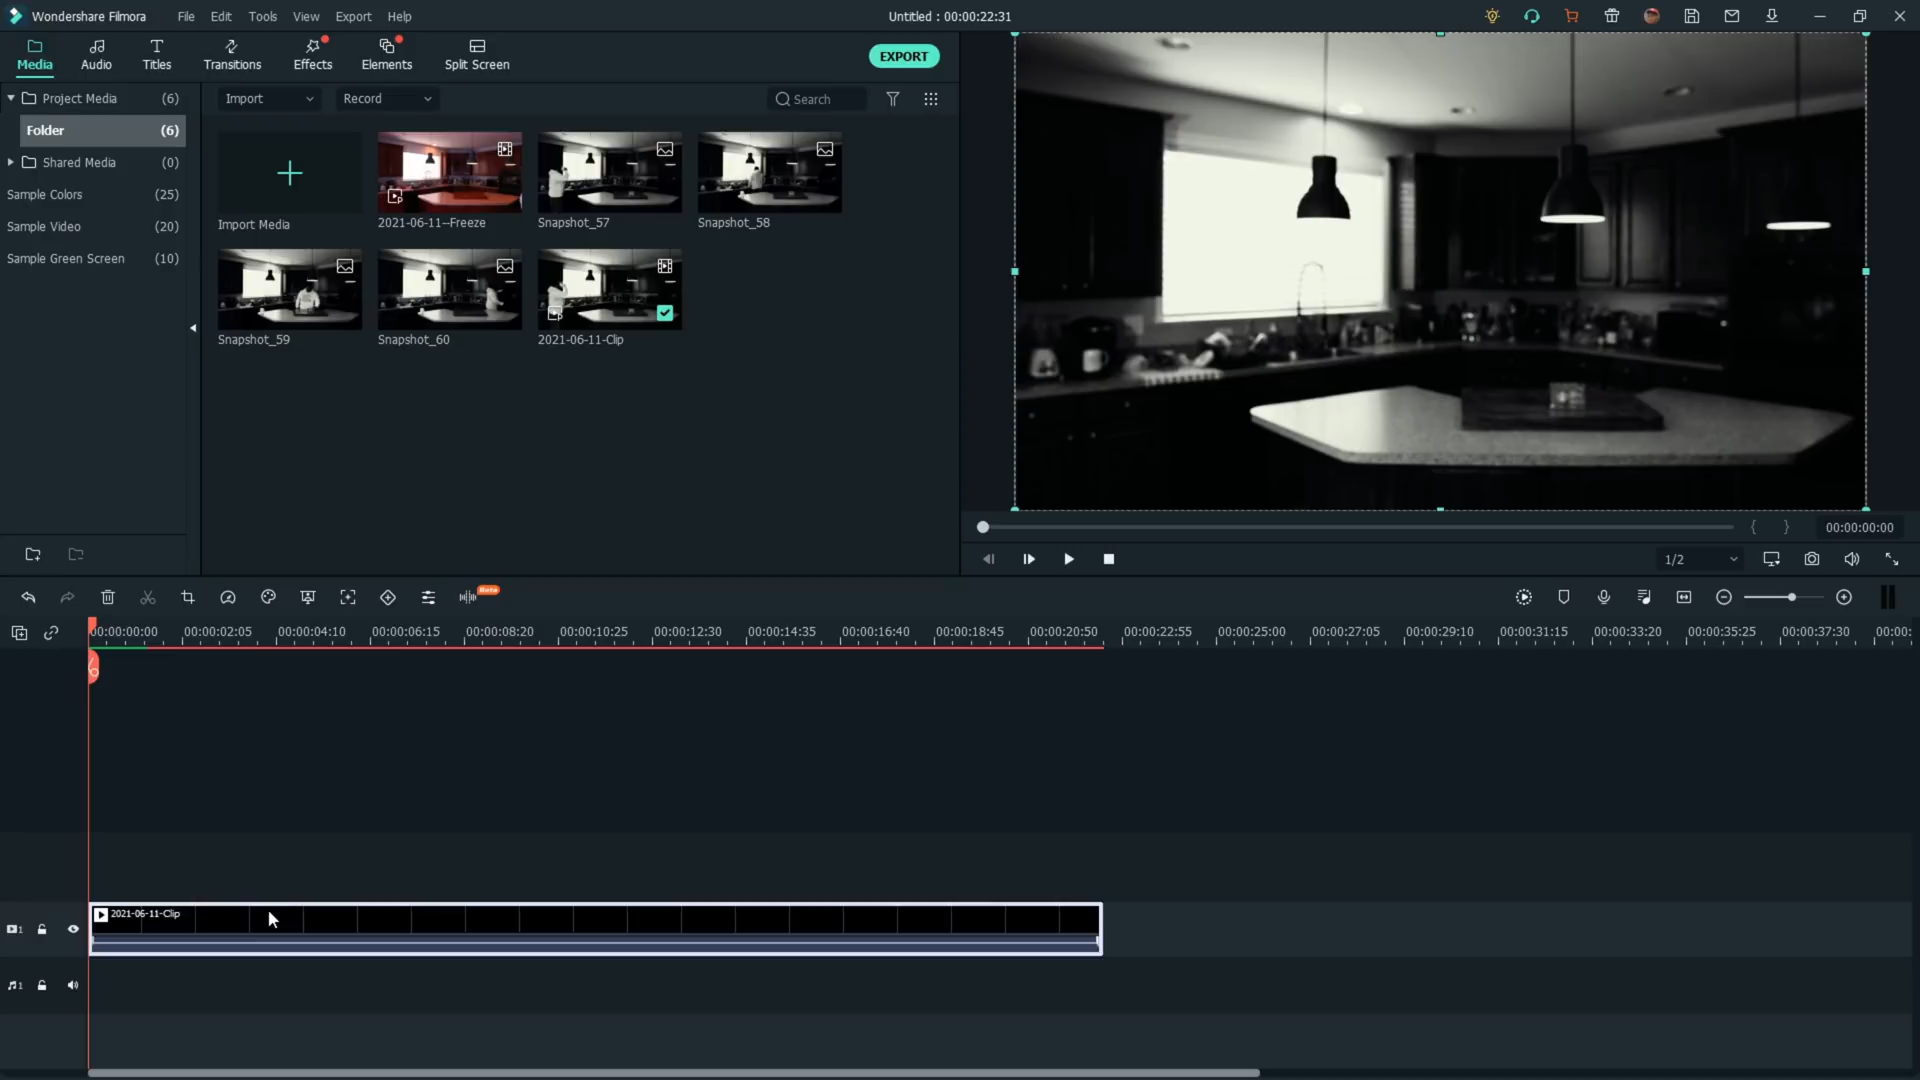 Wondershare Filmora File Edit Tools View Export Help Untitled : 00:00:22:31
Media Audio Titles Transitions Effects Elements Split Screen EXPORT
Project Media (6)
Folder (6)
Shared Media (0)
Sample Colors (25)
Sample Video (20)
Sample Green Screen (10)
Import Record Search
Import Media 2021-06-11--Freeze Snapshot_57 Snapshot_58
Snapshot_59 Snapshot_60 2021-06-11-Clip
{ } 00:00:00:00
1/2
Beta
00:00:00:00 00:00:02:05 00:00:04:10 00:00:06:15 00:00:08:20 00:00:10:25 00:00:12:30 00:00:14:35 00:00:16:40 00:00:18:45 00:00:20:50 00:00:22:55 00:00:25:00 00:00:27:05 00:00:29:10 00:00:31:15 00:00:33:20 00:00:35:25 00:00:37:30 00:00:
2021-06-11-Clip
1
1